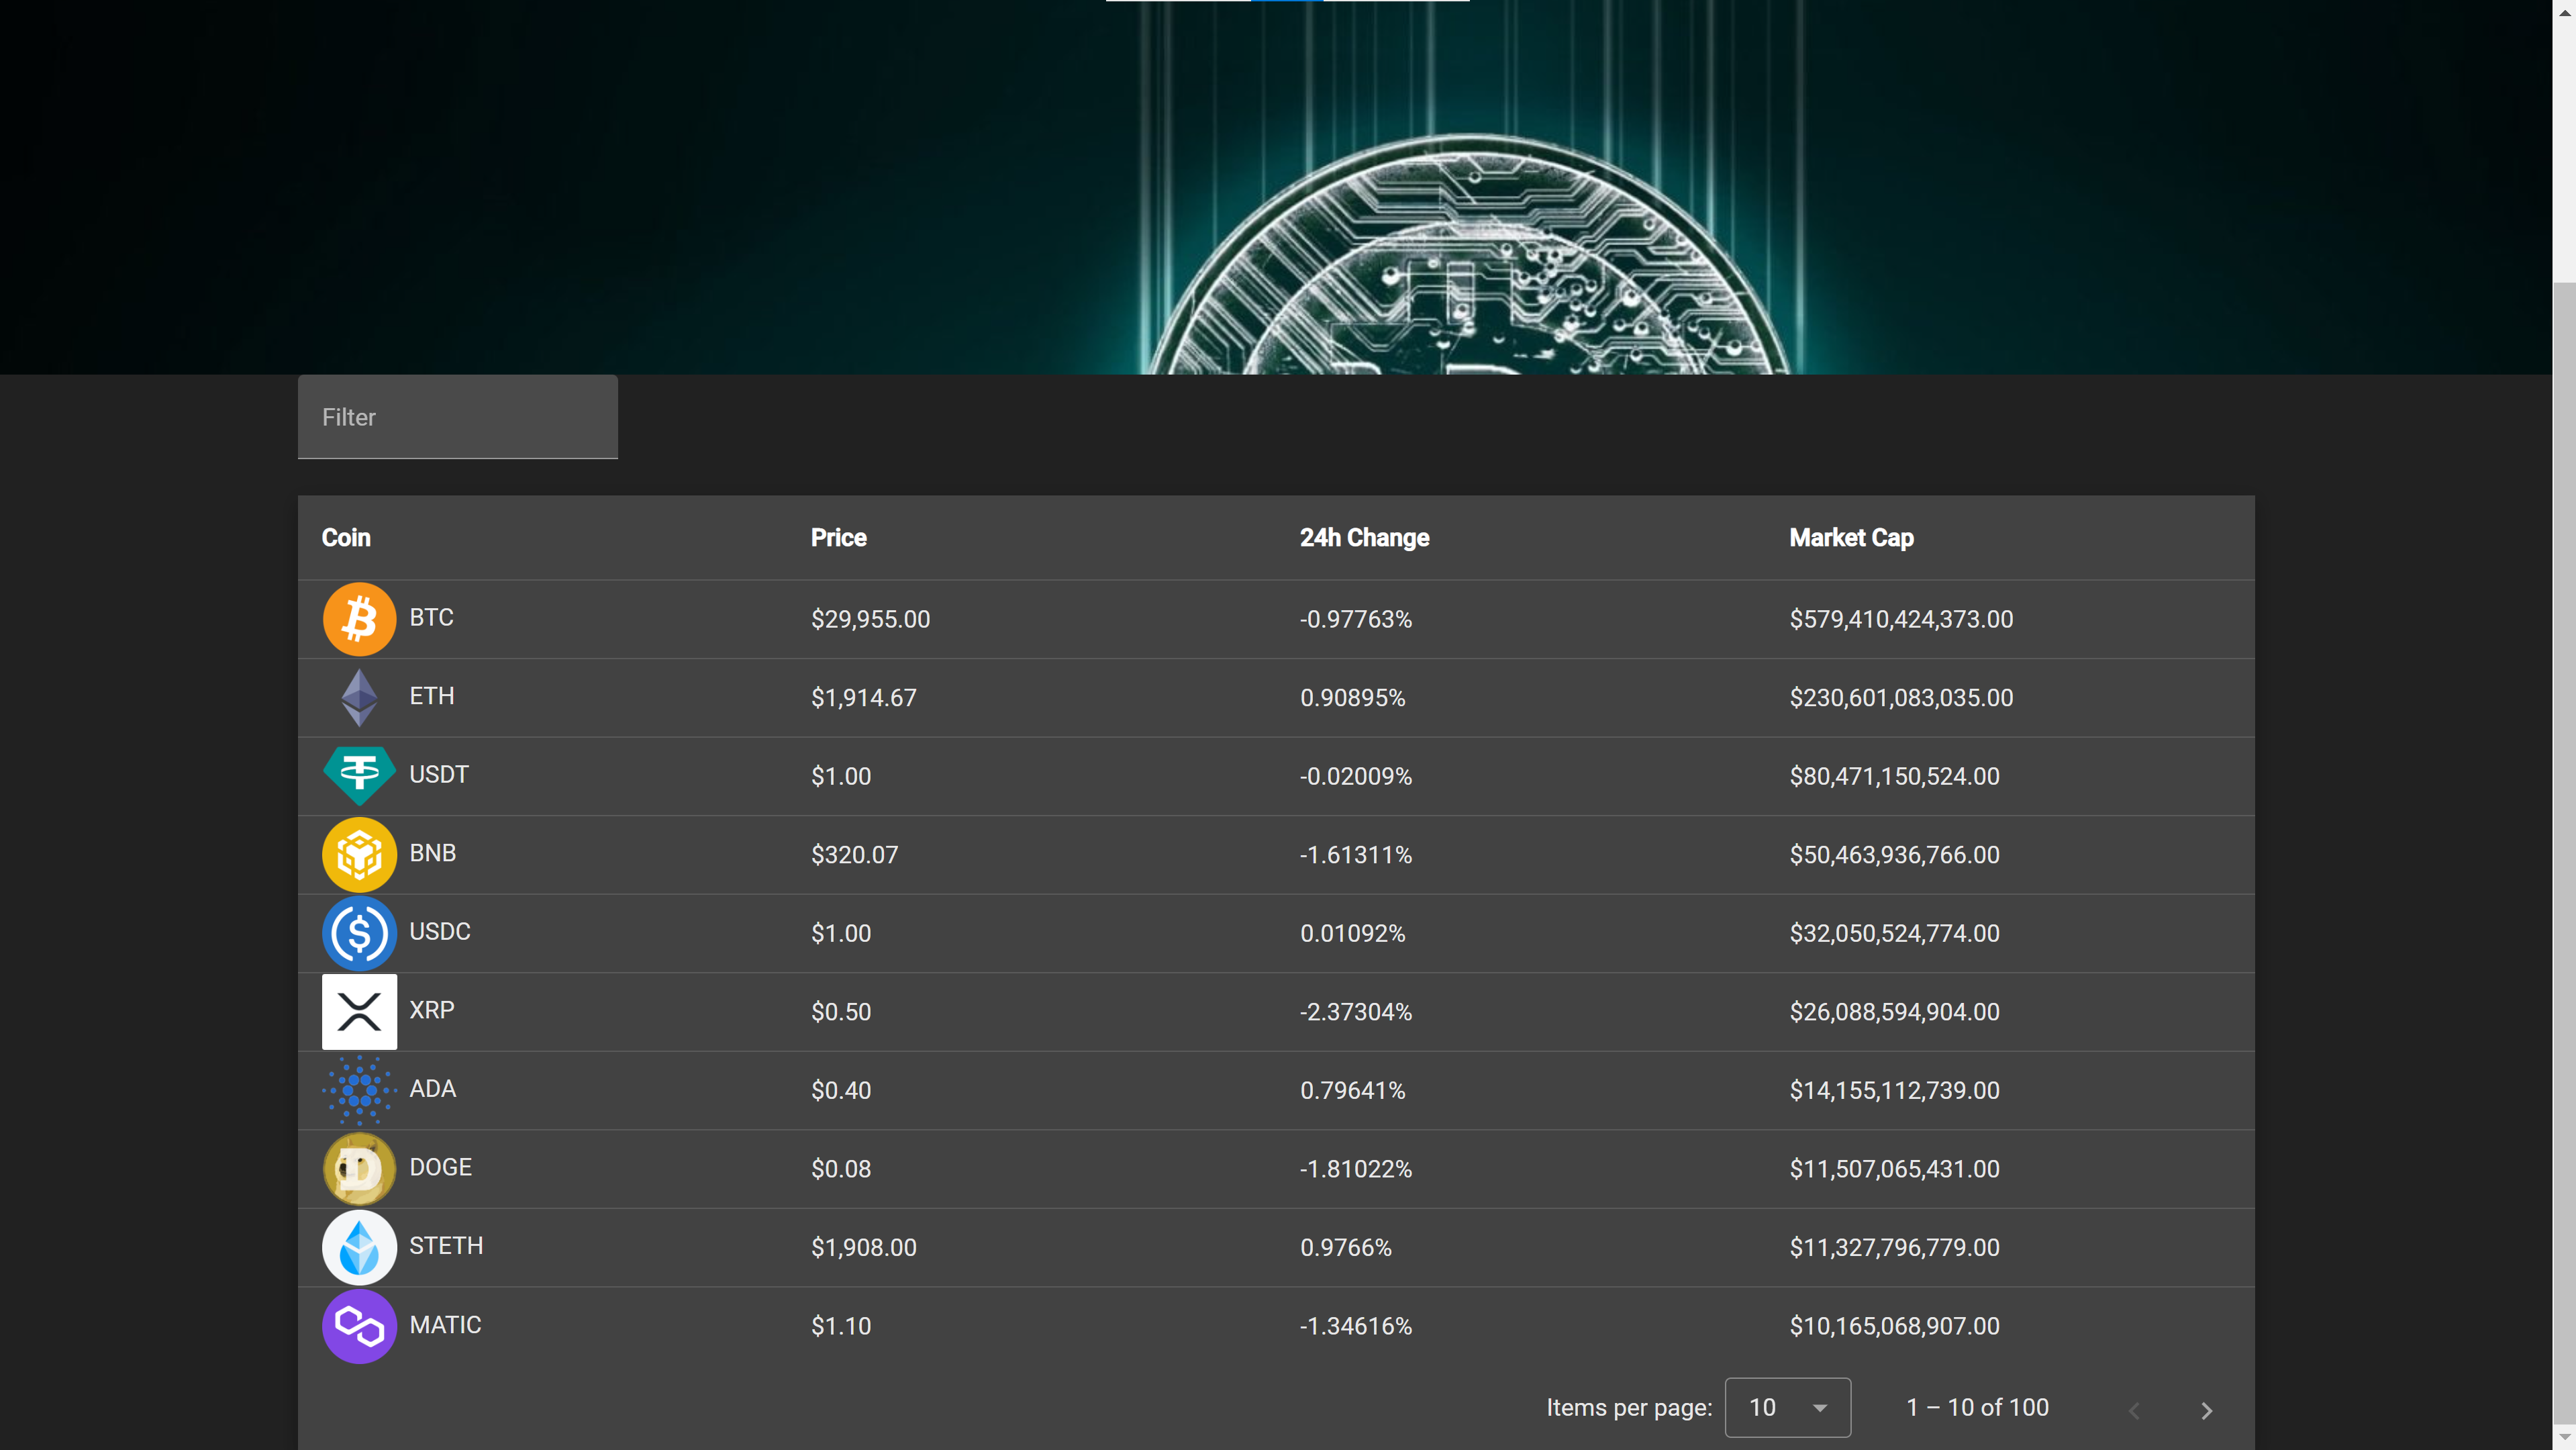 Filter
Coin Price 24h Change Market Cap
BTC $29,955.00 -0.97763% $579,410,424,373.00
ETH $1,914.67 0.90895% $230,601,083,035.00
USDT $1.00 -0.02009% $80,471,150,524.00
BNB $320.07 -1.61311% $50,463,936,766.00
USDC $1.00 0.01092% $32,050,524,774.00
XRP $0.50 -2.37304% $26,088,594,904.00
ADA $0.40 0.79641% $14,155,112,739.00
DOGE $0.08 -1.81022% $11,507,065,431.00
STETH $1,908.00 0.9766% $11,327,796,779.00
MATIC $1.10 -1.34616% $10,165,068,907.00
Items per page: 10 1 – 10 of 100